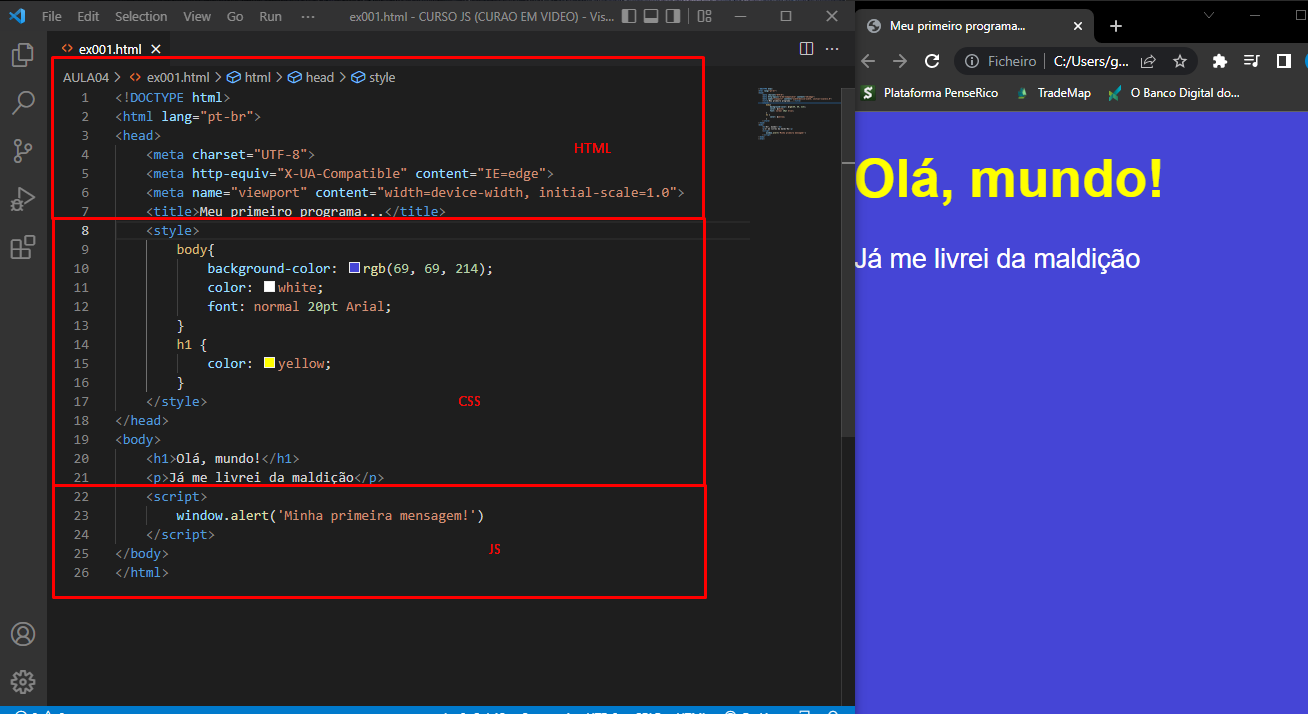 File Edit Selection View Go Run ··· ex001.html - CURSO JS (CURAO EM VIDEO) - Vis...
ex001.html
AULA04 > ex001.html > html > head > style
1 <!DOCTYPE html>
2 <html lang="pt-br">
3 <head>
4 <meta charset="UTF-8">
5 <meta http-equiv="X-UA-Compatible" content="IE=edge">
6 <meta name="viewport" content="width=device-width, initial-scale=1.0">
7 <title>Meu primeiro programa...</title>
8 <style>
9 body{
10 background-color: rgb(69, 69, 214);
11 color: white;
12 font: normal 20pt Arial;
13 }
14 h1 {
15 color: yellow;
16 }
17 </style>
18 </head>
19 <body>
20 <h1>Olá, mundo!</h1>
21 <p>Já me livrei da maldição</p>
22 <script>
23 window.alert('Minha primeira mensagem!')
24 </script>
25 </body>
26 </html>
HTML
CSS
JS
Meu primeiro programa...
Ficheiro C:/Users/g...
Plataforma PenseRico TradeMap O Banco Digital do...
Olá, mundo!
Já me livrei da maldição